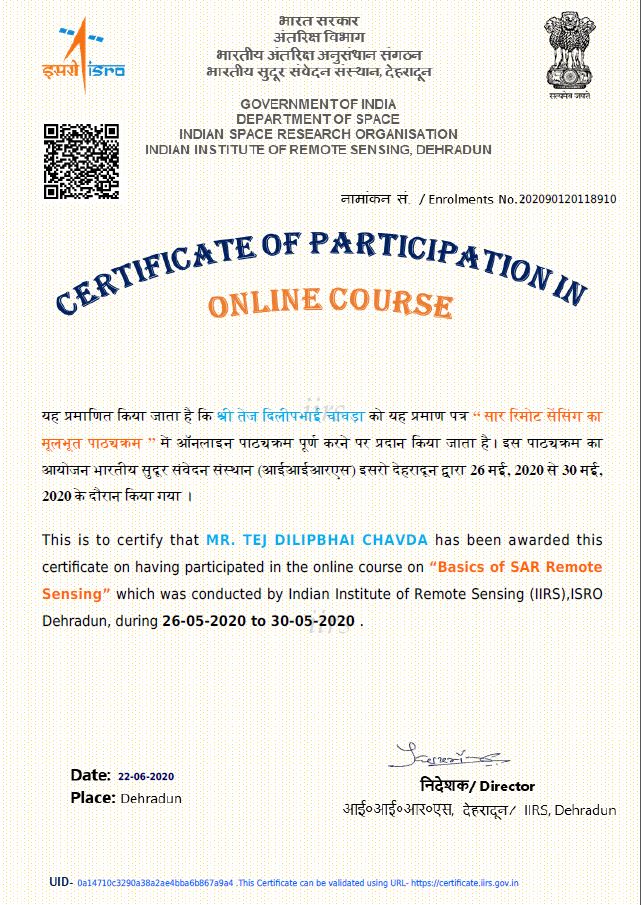 भारत सरकार
अंतरिक्ष विभाग
भारतीय अंतरिक्ष अनुसंधान संगठन
भारतीय सुदूर संवेदन संस्थान, देहरादून
इसरो isro
सत्यमेव जयते
GOVERNMENT OF INDIA
DEPARTMENT OF SPACE
INDIAN SPACE RESEARCH ORGANISATION
INDIAN INSTITUTE OF REMOTE SENSING, DEHRADUN
नामांकन सं. / Enrolments No.202090120118910
CERTIFICATE OF PARTICIPATION IN
ONLINE COURSE
iirs
यह प्रमाणित किया जाता है कि श्री तेज दिलीपभाई चावड़ा को यह प्रमाण पत्र “ सार रिमोट सेंसिंग का
मूलभूत पाठ्यक्रम ” में ऑनलाइन पाठ्यक्रम पूर्ण करने पर प्रदान किया जाता है। इस पाठ्यक्रम का
आयोजन भारतीय सुदूर संवेदन संस्थान (आईआईआरएस) इसरो देहरादून द्वारा 26 मई, 2020 से 30 मई,
2020 के दौरान किया गया ।
This is to certify that MR. TEJ DILIPBHAI CHAVDA has been awarded this
certificate on having participated in the online course on “Basics of SAR Remote
Sensing” which was conducted by Indian Institute of Remote Sensing (IIRS),ISRO
Dehradun, during 26-05-2020 to 30-05-2020 .
iirs
Date: 22-06-2020
Place: Dehradun
निदेशक/ Director
आई०आई०आर०एस, देहरादून/ IIRS, Dehradun
UID- 0a14710c3290a38a2ae4bba6b867a9a4 .This Certificate can be validated using URL- https://certificate.iirs.gov.in